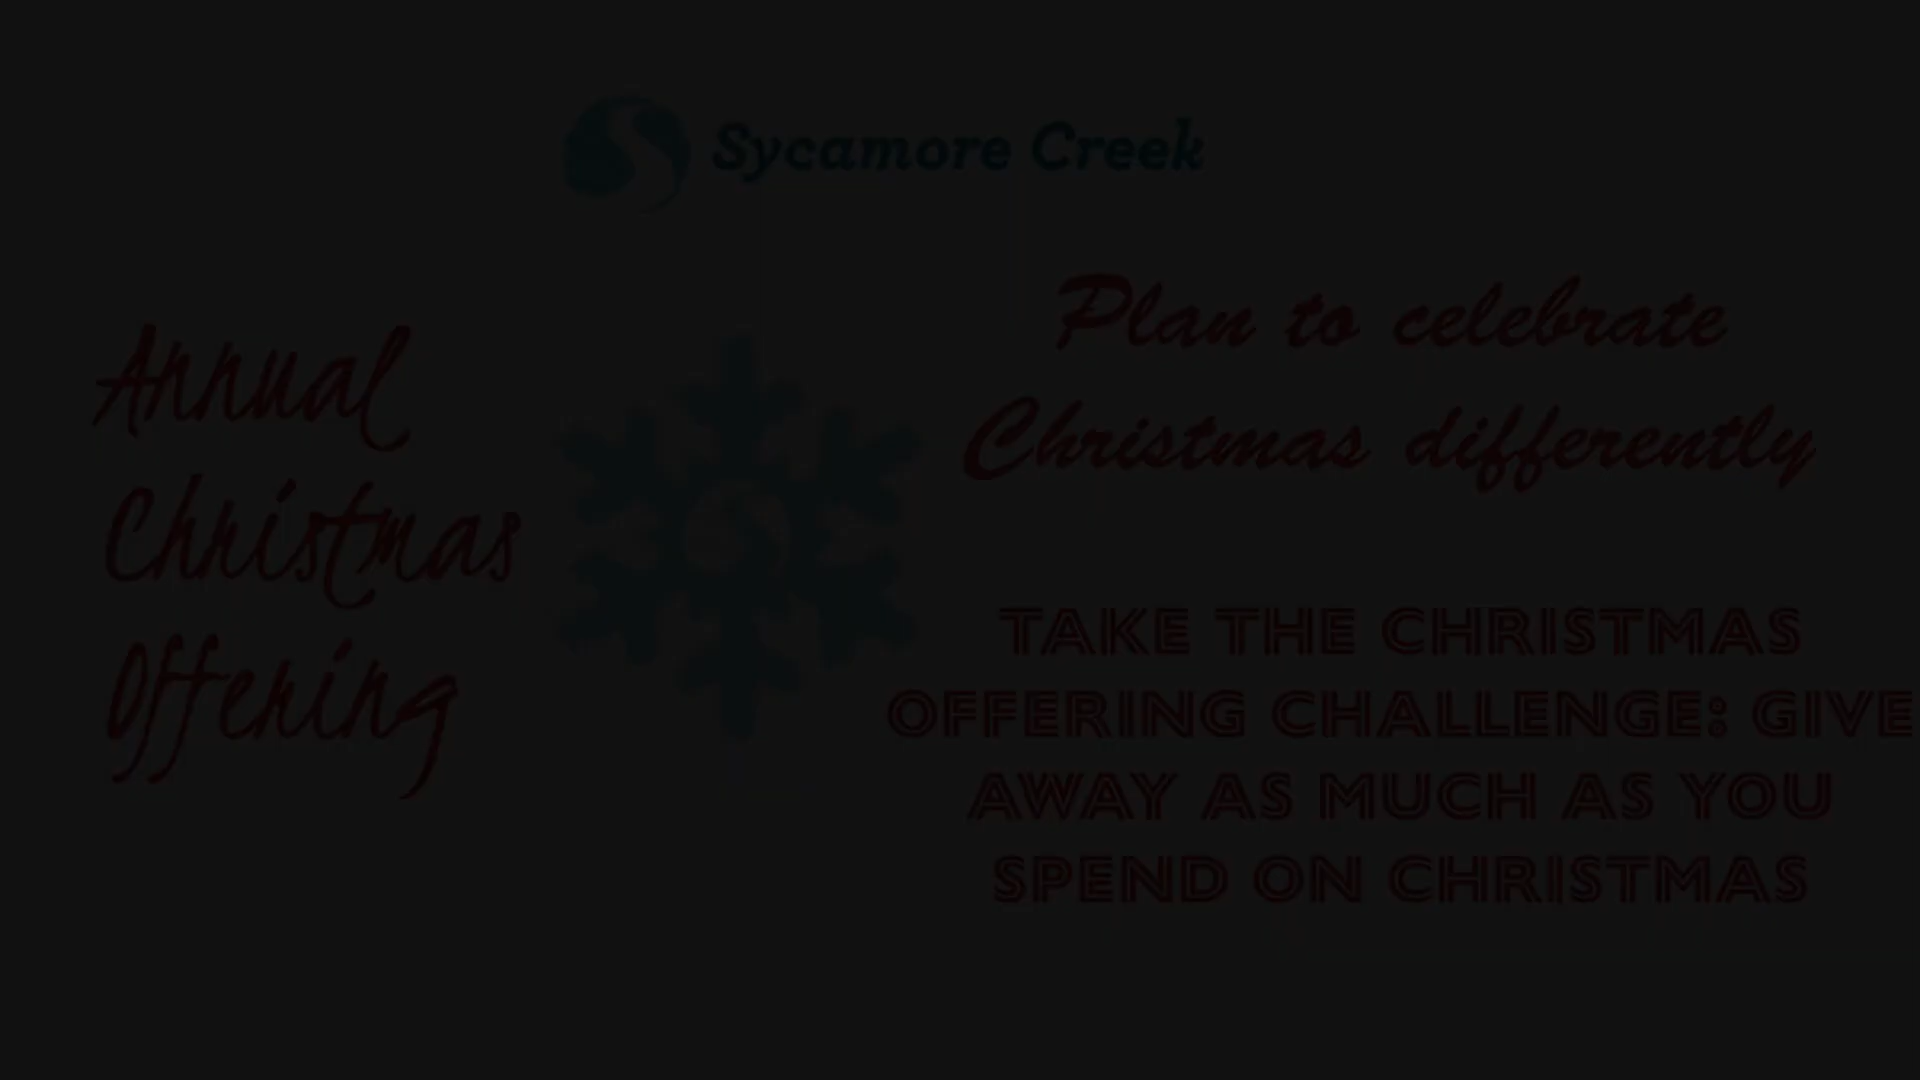 Sycamore Creek
Annual
Christmas
Offering
Plan to celebrate
Christmas differently
TAKE THE CHRISTMAS
OFFERING CHALLENGE: GIVE
AWAY AS MUCH AS YOU
SPEND ON CHRISTMAS